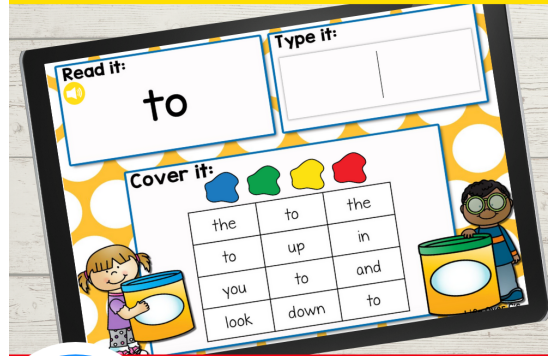 Read it:
to
Type it:
Cover it:
the to the
to up in
you to and
look down to